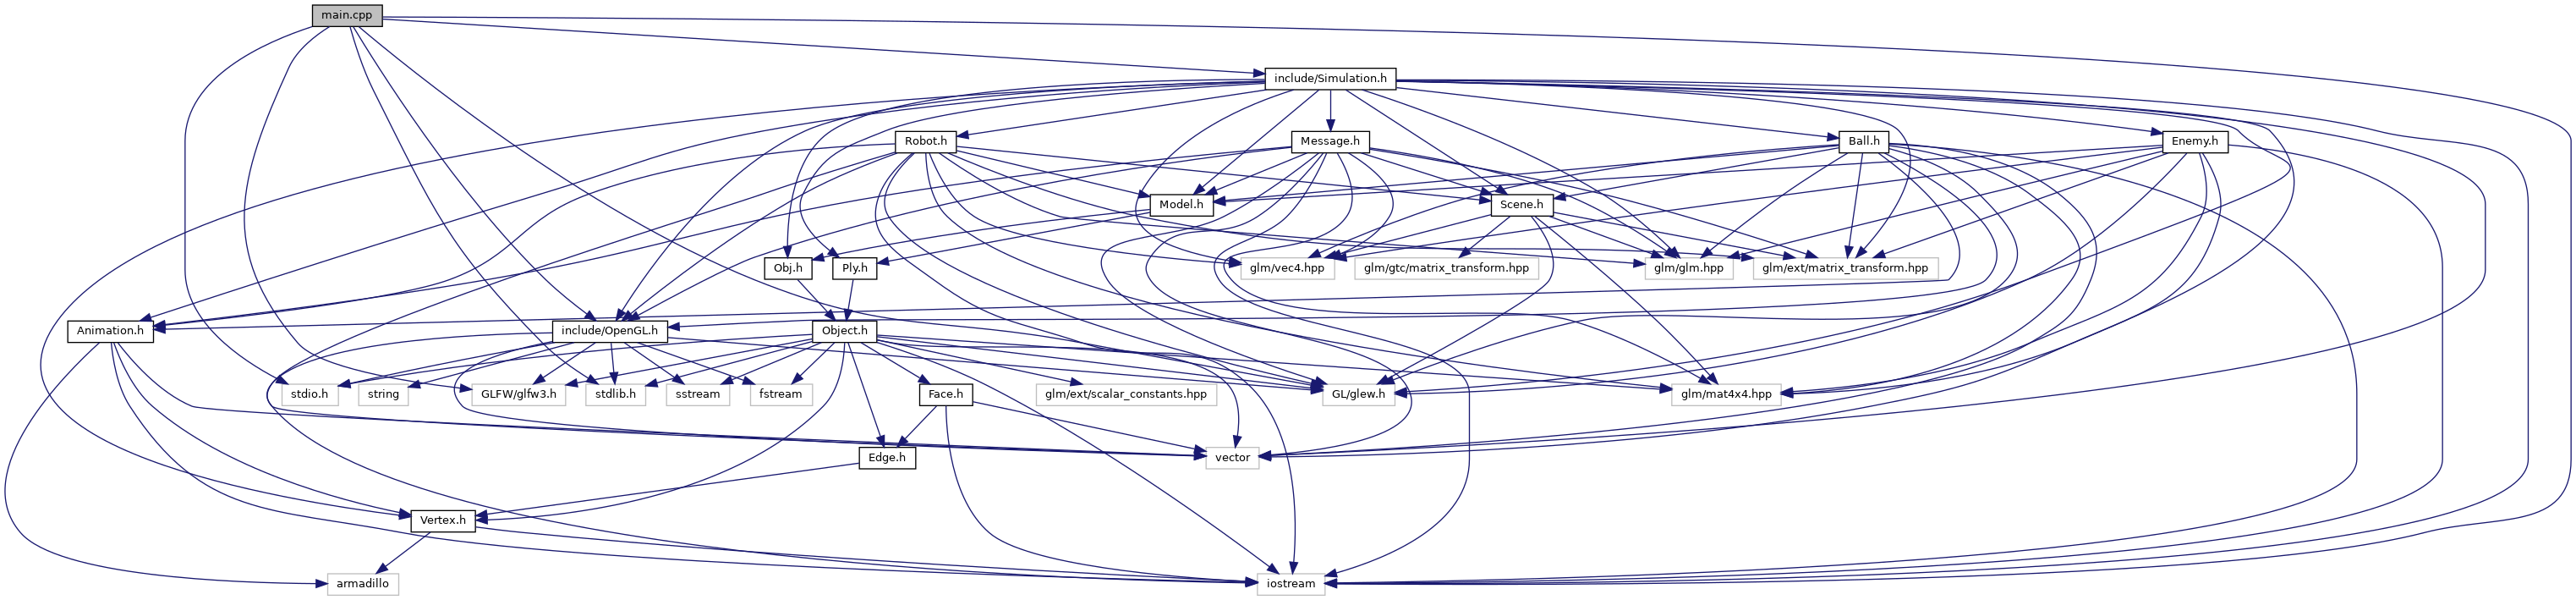 main.cpp
include/Simulation.h
Robot.h
Message.h
Ball.h
Enemy.h
Model.h
Scene.h
Obj.h
Ply.h
glm/vec4.hpp
glm/gtc/matrix_transform.hpp
glm/glm.hpp
glm/ext/matrix_transform.hpp
Animation.h
include/OpenGL.h
Object.h
stdio.h
string
GLFW/glfw3.h
stdlib.h
sstream
fstream
Face.h
glm/ext/scalar_constants.hpp
GL/glew.h
glm/mat4x4.hpp
Edge.h
vector
Vertex.h
armadillo
iostream